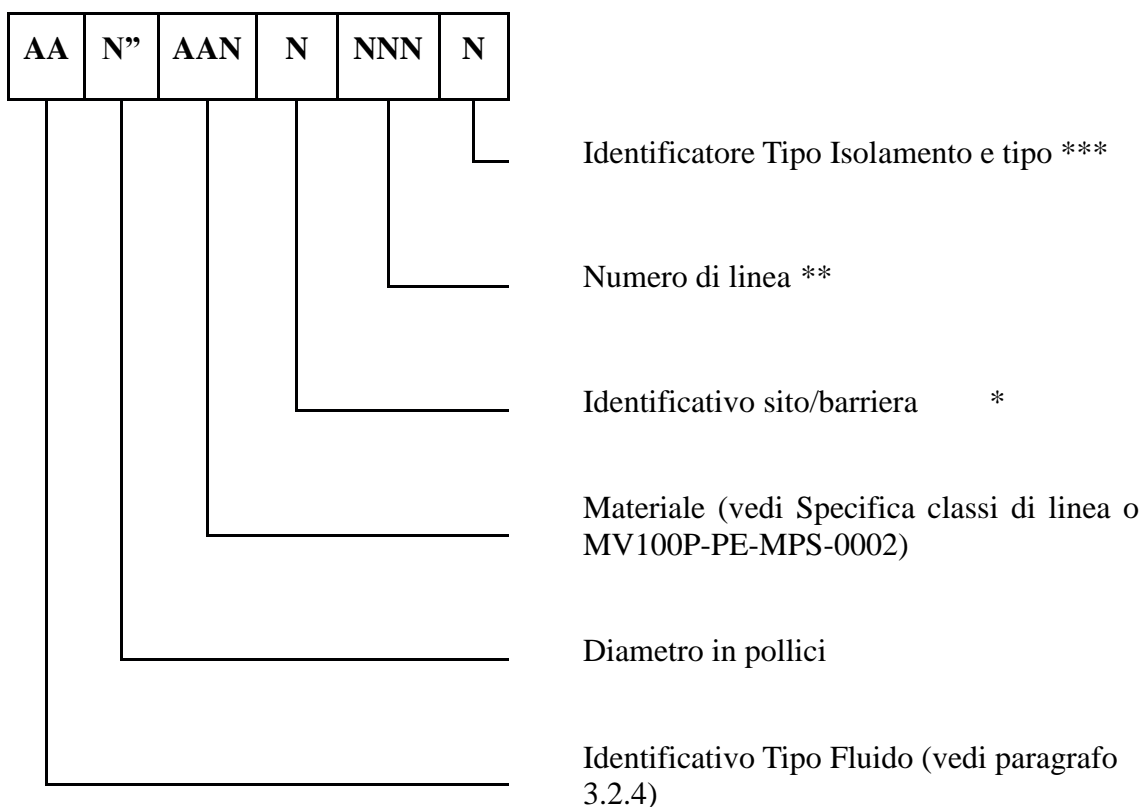 AA N” AAN N NNN N
Identificatore Tipo Isolamento e tipo ***
Numero di linea **
Identificativo sito/barriera *
Materiale (vedi Specifica classi di linea o
MV100P-PE-MPS-0002)
Diametro in pollici
Identificativo Tipo Fluido (vedi paragrafo
3.2.4)